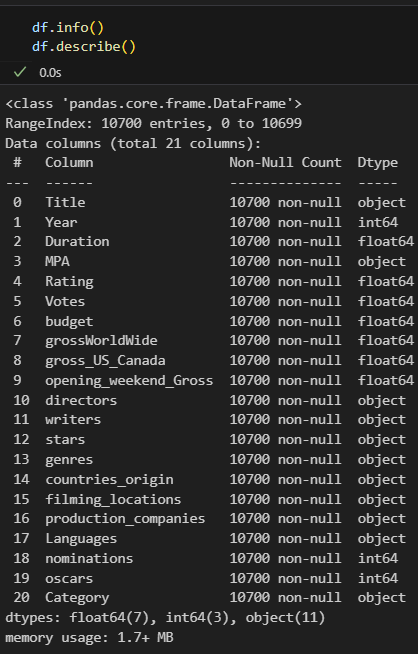 df.info()
df.describe()
✓ 0.0s
<class 'pandas.core.frame.DataFrame'>
RangeIndex: 10700 entries, 0 to 10699
Data columns (total 21 columns):
 #   Column                 Non-Null Count  Dtype
---  ------                 --------------  -----
 0   Title                  10700 non-null  object
 1   Year                   10700 non-null  int64
 2   Duration               10700 non-null  float64
 3   MPA                    10700 non-null  object
 4   Rating                 10700 non-null  float64
 5   Votes                  10700 non-null  float64
 6   budget                 10700 non-null  float64
 7   grossWorldWide         10700 non-null  float64
 8   gross_US_Canada        10700 non-null  float64
 9   opening_weekend_Gross  10700 non-null  float64
 10  directors              10700 non-null  object
 11  writers                10700 non-null  object
 12  stars                  10700 non-null  object
 13  genres                 10700 non-null  object
 14  countries_origin       10700 non-null  object
 15  filming_locations      10700 non-null  object
 16  production_companies   10700 non-null  object
 17  Languages              10700 non-null  object
 18  nominations            10700 non-null  int64
 19  oscars                 10700 non-null  int64
 20  Category               10700 non-null  object
dtypes: float64(7), int64(3), object(11)
memory usage: 1.7+ MB